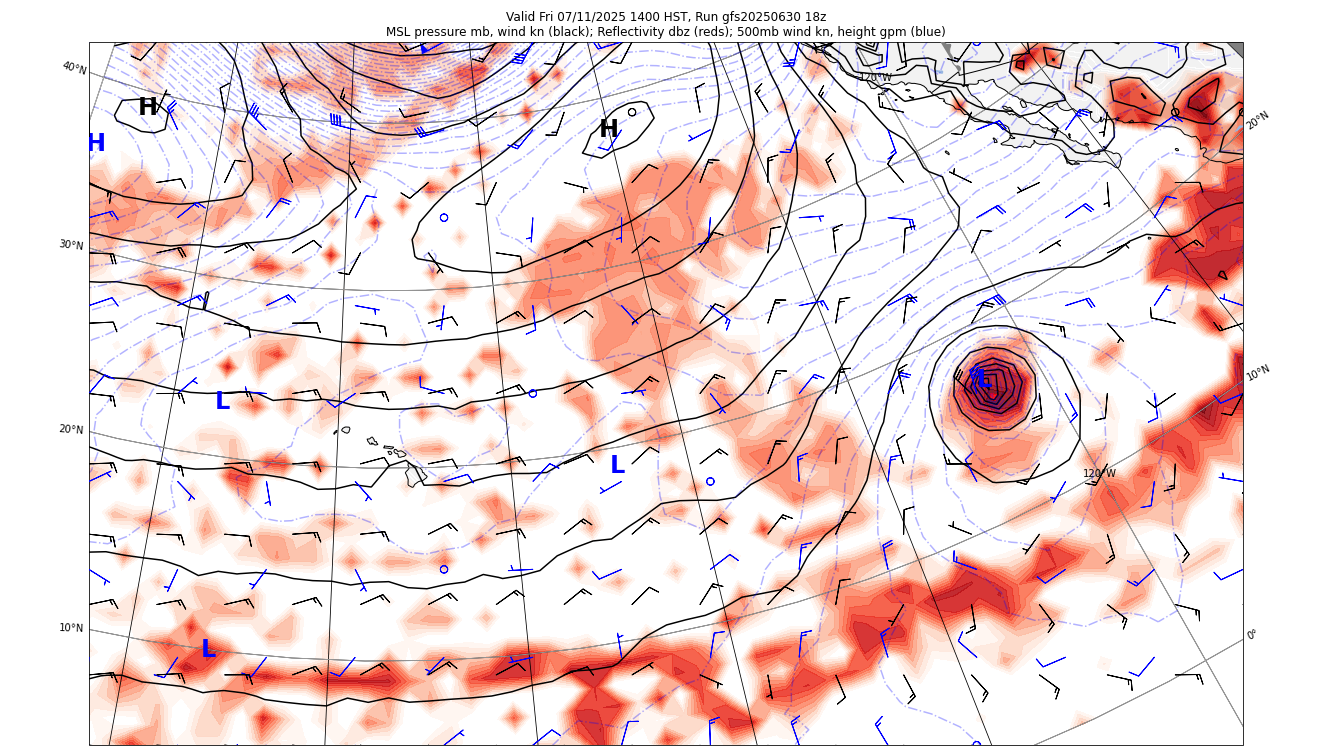 Valid Fri 07/11/2025 1400 HST, Run gfs20250630 18z
MSL pressure mb, wind kn (black); Reflectivity dbz (reds); 500mb wind kn, height gpm (blue)
40°N
120°W
H
H
20°N
H
30°N
10°N
L
L
20°N
L
120°W
10°N
0°
L